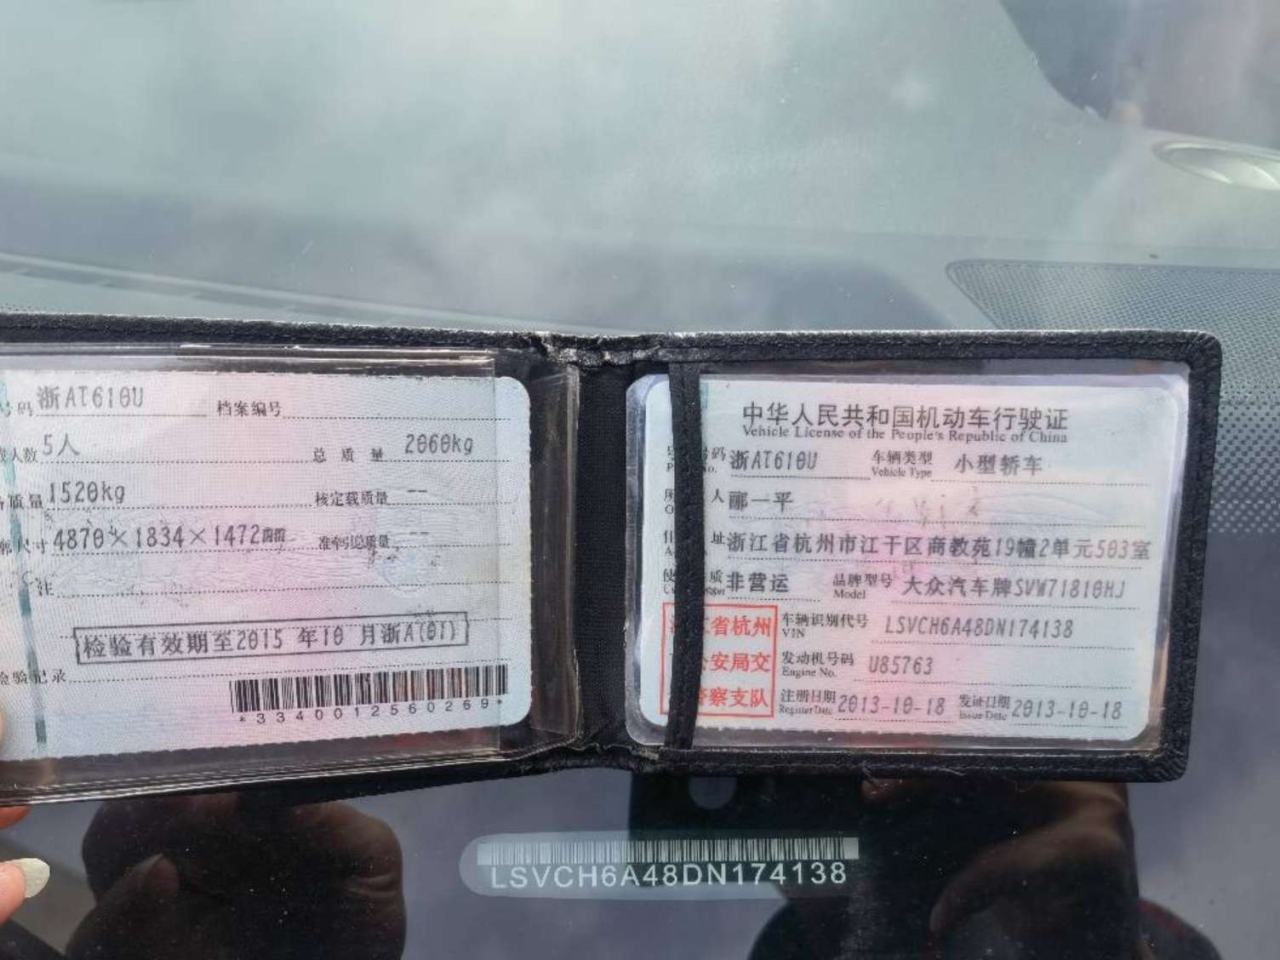 号码 浙AT610U 档案编号
人数 5人 总质量 2060kg
质量 1520kg 核定载质量 --
尺寸 4870×1834×1472 准牵引总质量 --
注
检验有效期至2015 年10 月浙A(01)
检验记录
*3340012560269*
中华人民共和国机动车行驶证
Vehicle License of the People's Republic of China
号码 浙AT610U 车辆类型 小型轿车
No. Vehicle Type
人 郦一平
址 浙江省杭州市江干区商教苑19幢2单元503室
质 非营运 品牌型号 大众汽车牌SVW71810HJ
Model
省杭州 车辆识别代号 LSVCH6A48DN174138
VIN
公安局交 发动机号码 U85763
Engine No.
警察支队 注册日期 2013-10-18 发证日期 2013-10-18
Register Date Issue Date
LSVCH6A48DN174138